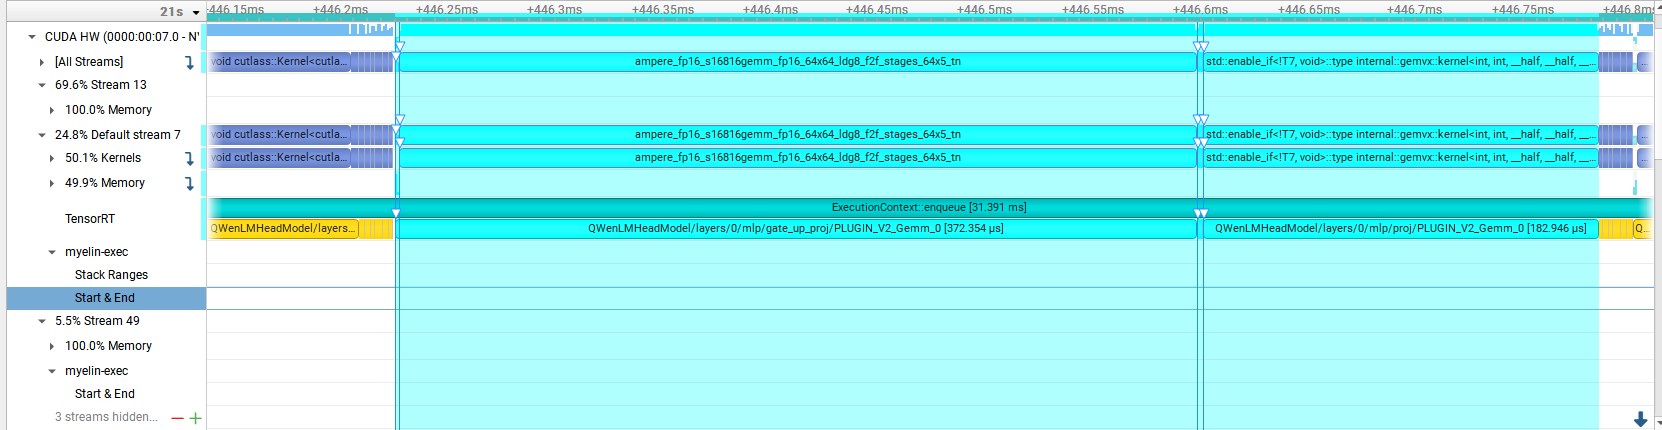 21s +446.15ms +446.2ms +446.25ms +446.3ms +446.35ms +446.4ms +446.45ms +446.5ms +446.55ms +446.6ms +446.65ms +446.7ms +446.75ms +446.8ms
CUDA HW (0000:00:07.0 - N
[All Streams] void cutlass::Kernel<cutla... ampere_fp16_s16816gemm_fp16_64x64_ldg8_f2f_stages_64x5_tn std::enable_if<!T7, void>::type internal::gemvx::kernel<int, int, __half, __half, __...
69.6% Stream 13
100.0% Memory
24.8% Default stream 7 void cutlass::Kernel<cutla... ampere_fp16_s16816gemm_fp16_64x64_ldg8_f2f_stages_64x5_tn std::enable_if<!T7, void>::type internal::gemvx::kernel<int, int, __half, __half, __...
50.1% Kernels void cutlass::Kernel<cutla... ampere_fp16_s16816gemm_fp16_64x64_ldg8_f2f_stages_64x5_tn std::enable_if<!T7, void>::type internal::gemvx::kernel<int, int, __half, __half, __...
49.9% Memory
ExecutionContext::enqueue [31.391 ms]
TensorRT
QWenLMHeadModel/layers... QWenLMHeadModel/layers/0/mlp/gate_up_proj/PLUGIN_V2_Gemm_0 [372.354 µs] QWenLMHeadModel/layers/0/mlp/proj/PLUGIN_V2_Gemm_0 [182.946 µs] Q...
myelin-exec
Stack Ranges
Start & End
5.5% Stream 49
100.0% Memory
myelin-exec
Start & End
3 streams hidden...